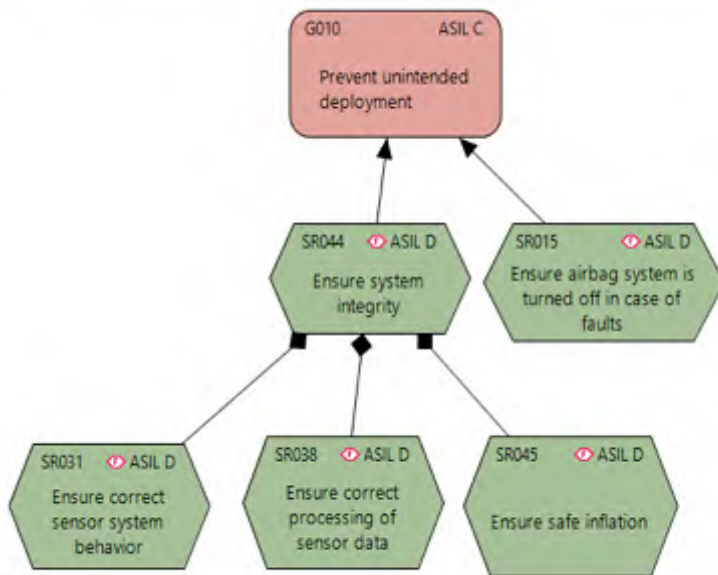 G010 ASIL C
Prevent unintended
deployment
SR044 ASIL D
Ensure system
integrity
SR015 ASIL D
Ensure airbag system is
turned off in case of
faults
SR031 ASIL D
Ensure correct
sensor system
behavior
SR038 ASIL D
Ensure correct
processing of
sensor data
SR045 ASIL D
Ensure safe inflation